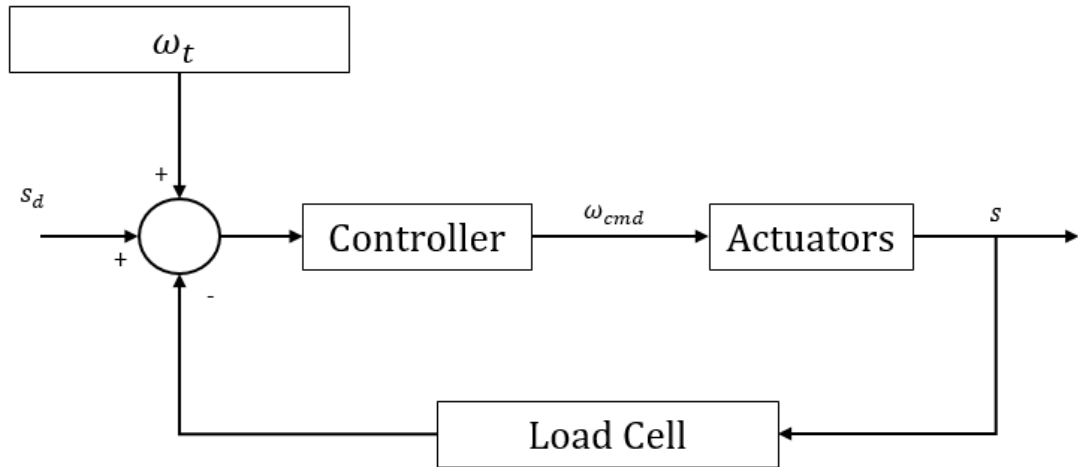 ω_t
+
s_d
+
-
Controller
ω_cmd
Actuators
s
Load Cell